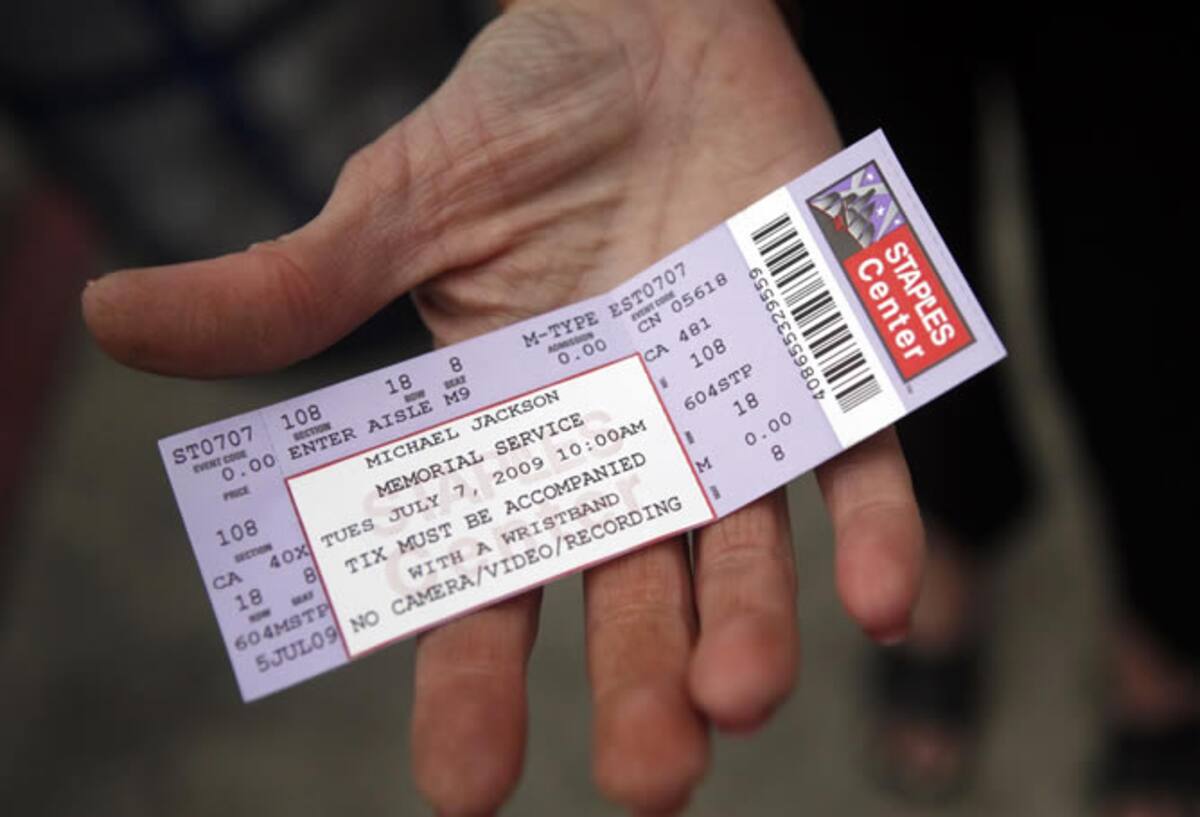 ST0707
EVENT CODE
0.00
PRICE
108
SECTION
CA 40X
18 8
ROW SEAT
604MSTP
5JUL09
108 18 8
SECTION ROW SEAT
ENTER AISLE M9
M-TYPE
ADMISSION
0.00
MICHAEL JACKSON
MEMORIAL SERVICE
TUES JULY 7, 2009 10:00AM
TIX MUST BE ACCOMPANIED
WITH A WRISTBAND
NO CAMERA/VIDEO/RECORDING
STAPLES
Center
EST0707
EVENT CODE
CN 05618
CA 481
108
604STP
18
0.00
M 8
408655329559
STAPLES
Center